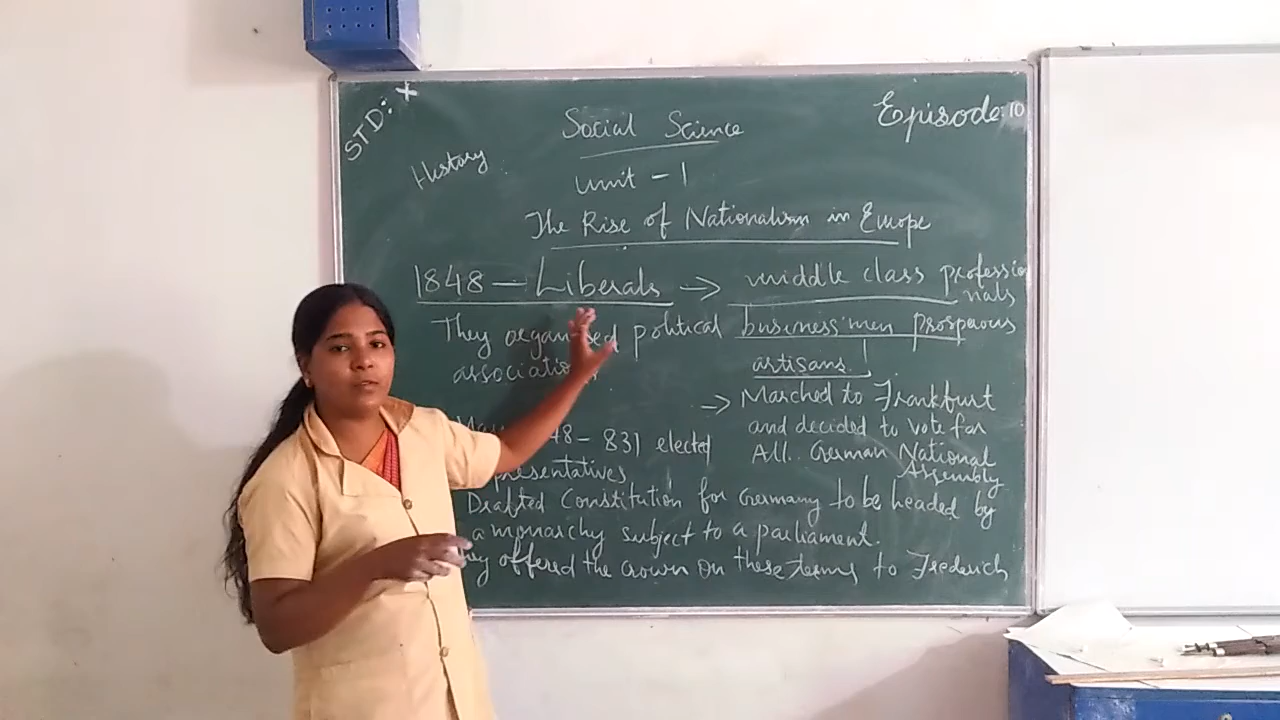 STD: X
Social Science
Episode: 10
History
Unit - 1
The Rise of Nationalism in Europe
1848 - Liberals → middle class professio
nals
They organised political businessmen prosperous
associations artisans
→ Marched to Frankfurt
and decided to vote for
48 - 831 elected All.. German National
Assembly
Drafted Constitution for Germany to be headed by
a monarchy subject to a parliament.
offered the crown on these terms to Frederich